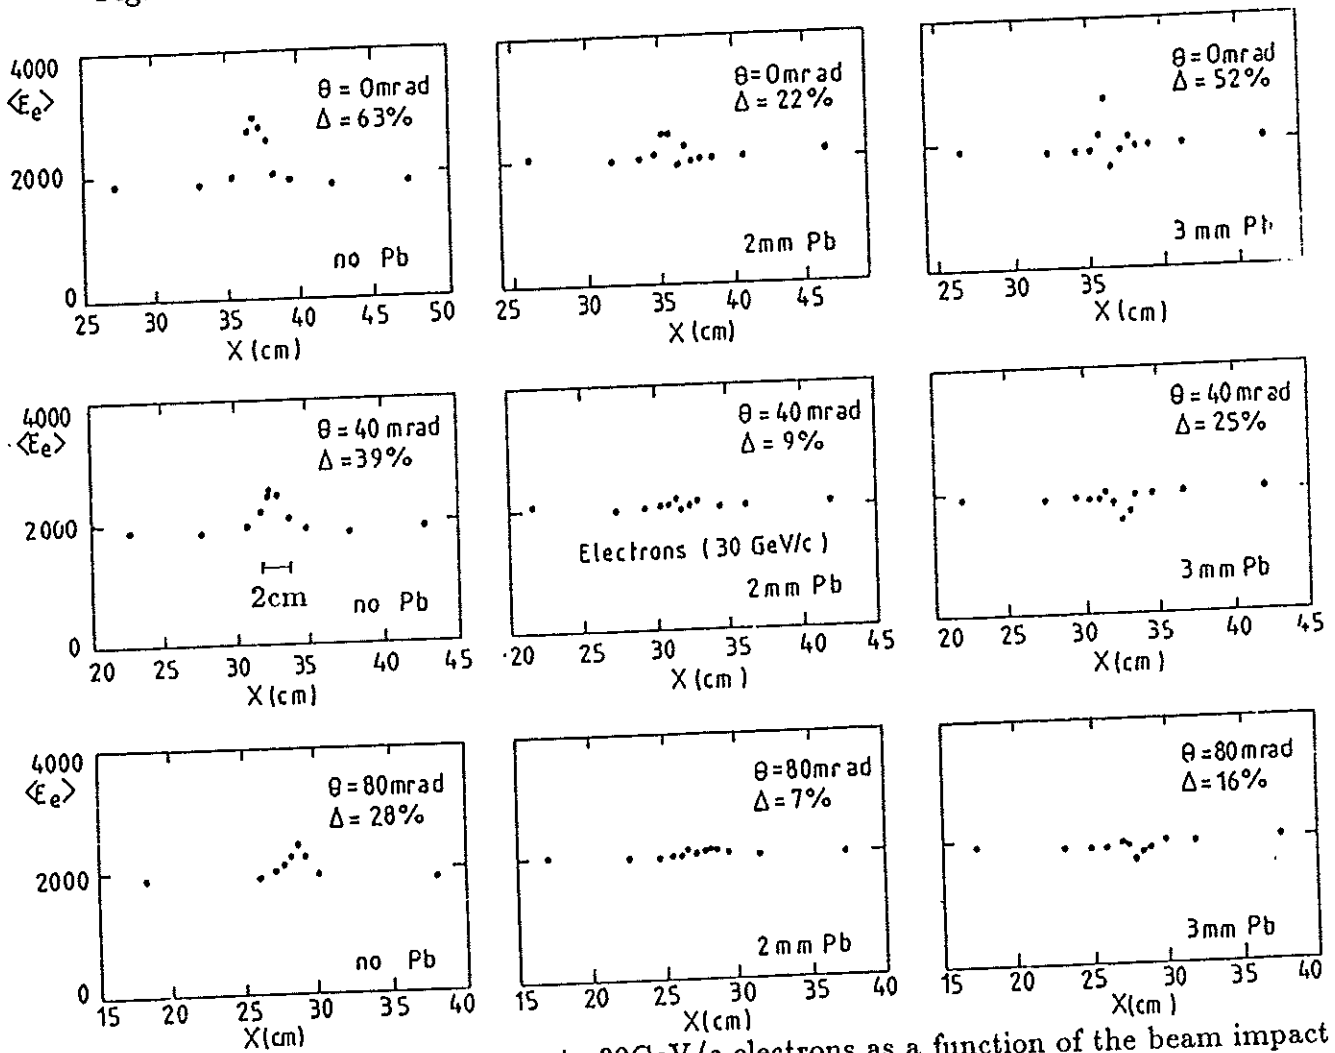 Fig
4000
<Ee>
2000
0
θ = 0mrad
Δ = 63%
no Pb
25 30 35 40 45 50
X (cm)
θ = 0mrad
Δ = 22%
2mm Pb
25 30 35 40 45
X (cm)
θ = 0mrad
Δ = 52%
3 mm Pb
30 35
X (cm)
4000
<Ee>
2000
0
θ = 40 mrad
Δ = 39%
2cm
no Pb
20 25 30 35 40 45
X (cm)
θ = 40 mrad
Δ = 9%
Electrons (30 GeV/c)
2mm Pb
20 25 30 35 40 45
X (cm)
θ = 40 mrad
Δ = 25%
3mm Pb
20 25 30 35 40 45
X (cm)
4000
<Ee>
2000
0
θ = 80mrad
Δ = 28%
no Pb
15 20 25 30 35 40
X (cm)
θ = 80mrad
Δ = 7%
2mm Pb
15 20 25 30 35 40
X(cm)
θ = 80mrad
Δ = 16%
3mm Pb
15 20 25 30 35 40
X(cm)
GeV/c electrons as a function of the beam impact